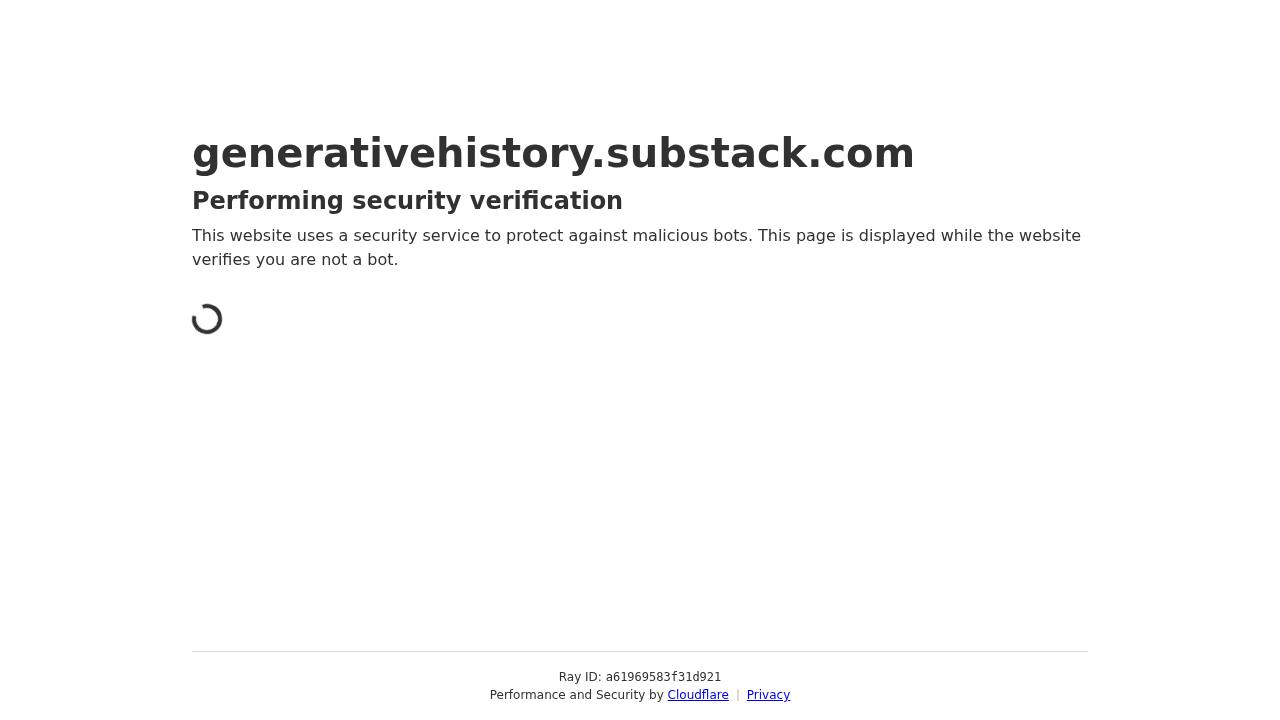 generativehistory.substack.com
Performing security verification
This website uses a security service to protect against malicious bots. This page is displayed while the website
verifies you are not a bot.
Ray ID: a61969583f31d921
Performance and Security by Cloudflare | Privacy